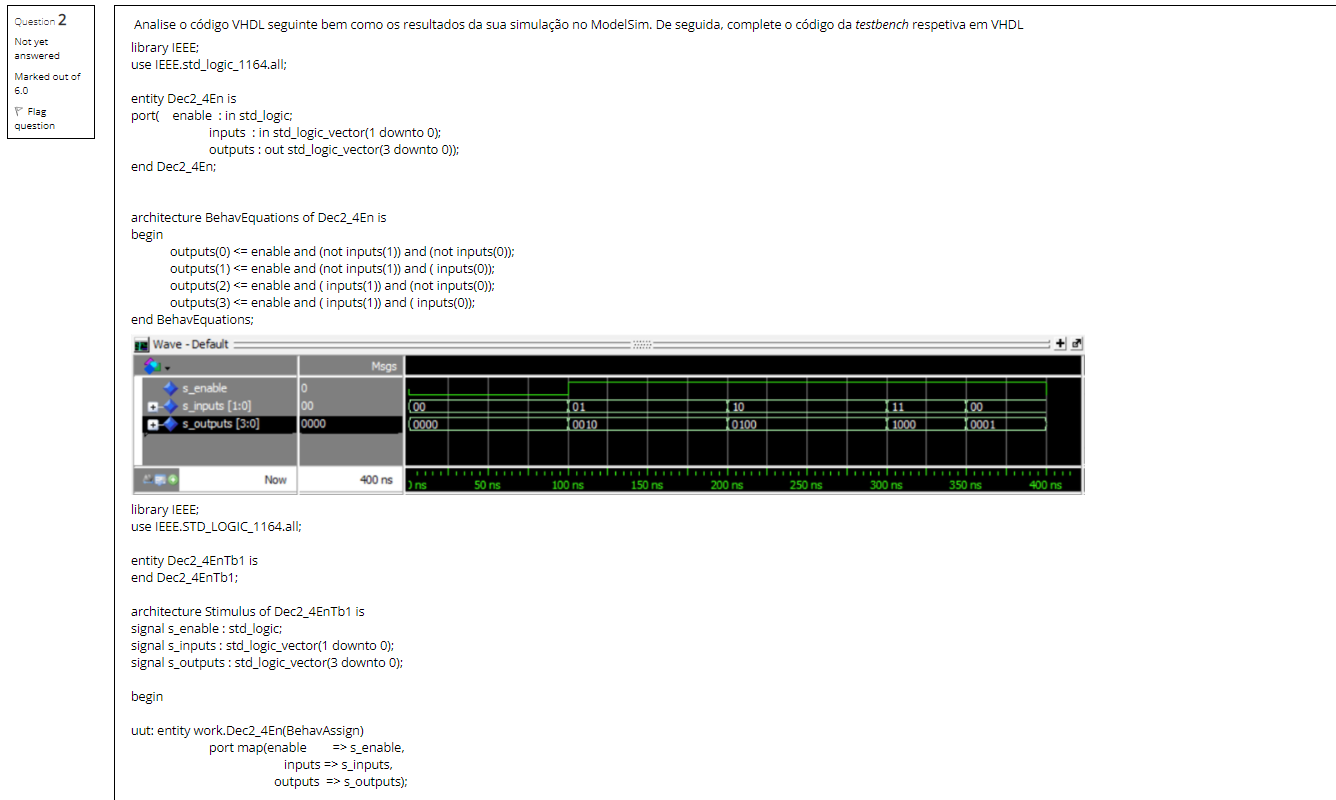 Question 2
Not yet
answered
Marked out of
6.0
Flag
question
Analise o código VHDL seguinte bem como os resultados da sua simulação no ModelSim. De seguida, complete o código da testbench respetiva em VHDL
library IEEE;
use IEEE.std_logic_1164.all;
entity Dec2_4En is
port( enable : in std_logic;
inputs : in std_logic_vector(1 downto 0);
outputs : out std_logic_vector(3 downto 0));
end Dec2_4En;
architecture BehavEquations of Dec2_4En is
begin
outputs(0) <= enable and (not inputs(1)) and (not inputs(0));
outputs(1) <= enable and (not inputs(1)) and ( inputs(0));
outputs(2) <= enable and ( inputs(1)) and (not inputs(0));
outputs(3) <= enable and ( inputs(1)) and ( inputs(0));
end BehavEquations;
Wave - Default
Msgs
s_enable 0
s_inputs [1:0] 00 00 01 10 11 00
s_outputs [3:0] 0000 0000 0010 0100 1000 0001
Now 400 ns ns 50 ns 100 ns 150 ns 200 ns 250 ns 300 ns 350 ns 400 ns
library IEEE;
use IEEE.STD_LOGIC_1164.all;
entity Dec2_4EnTb1 is
end Dec2_4EnTb1;
architecture Stimulus of Dec2_4EnTb1 is
signal s_enable : std_logic;
signal s_inputs : std_logic_vector(1 downto 0);
signal s_outputs : std_logic_vector(3 downto 0);
begin
uut: entity work.Dec2_4En(BehavAssign)
port map(enable => s_enable,
inputs => s_inputs,
outputs => s_outputs);